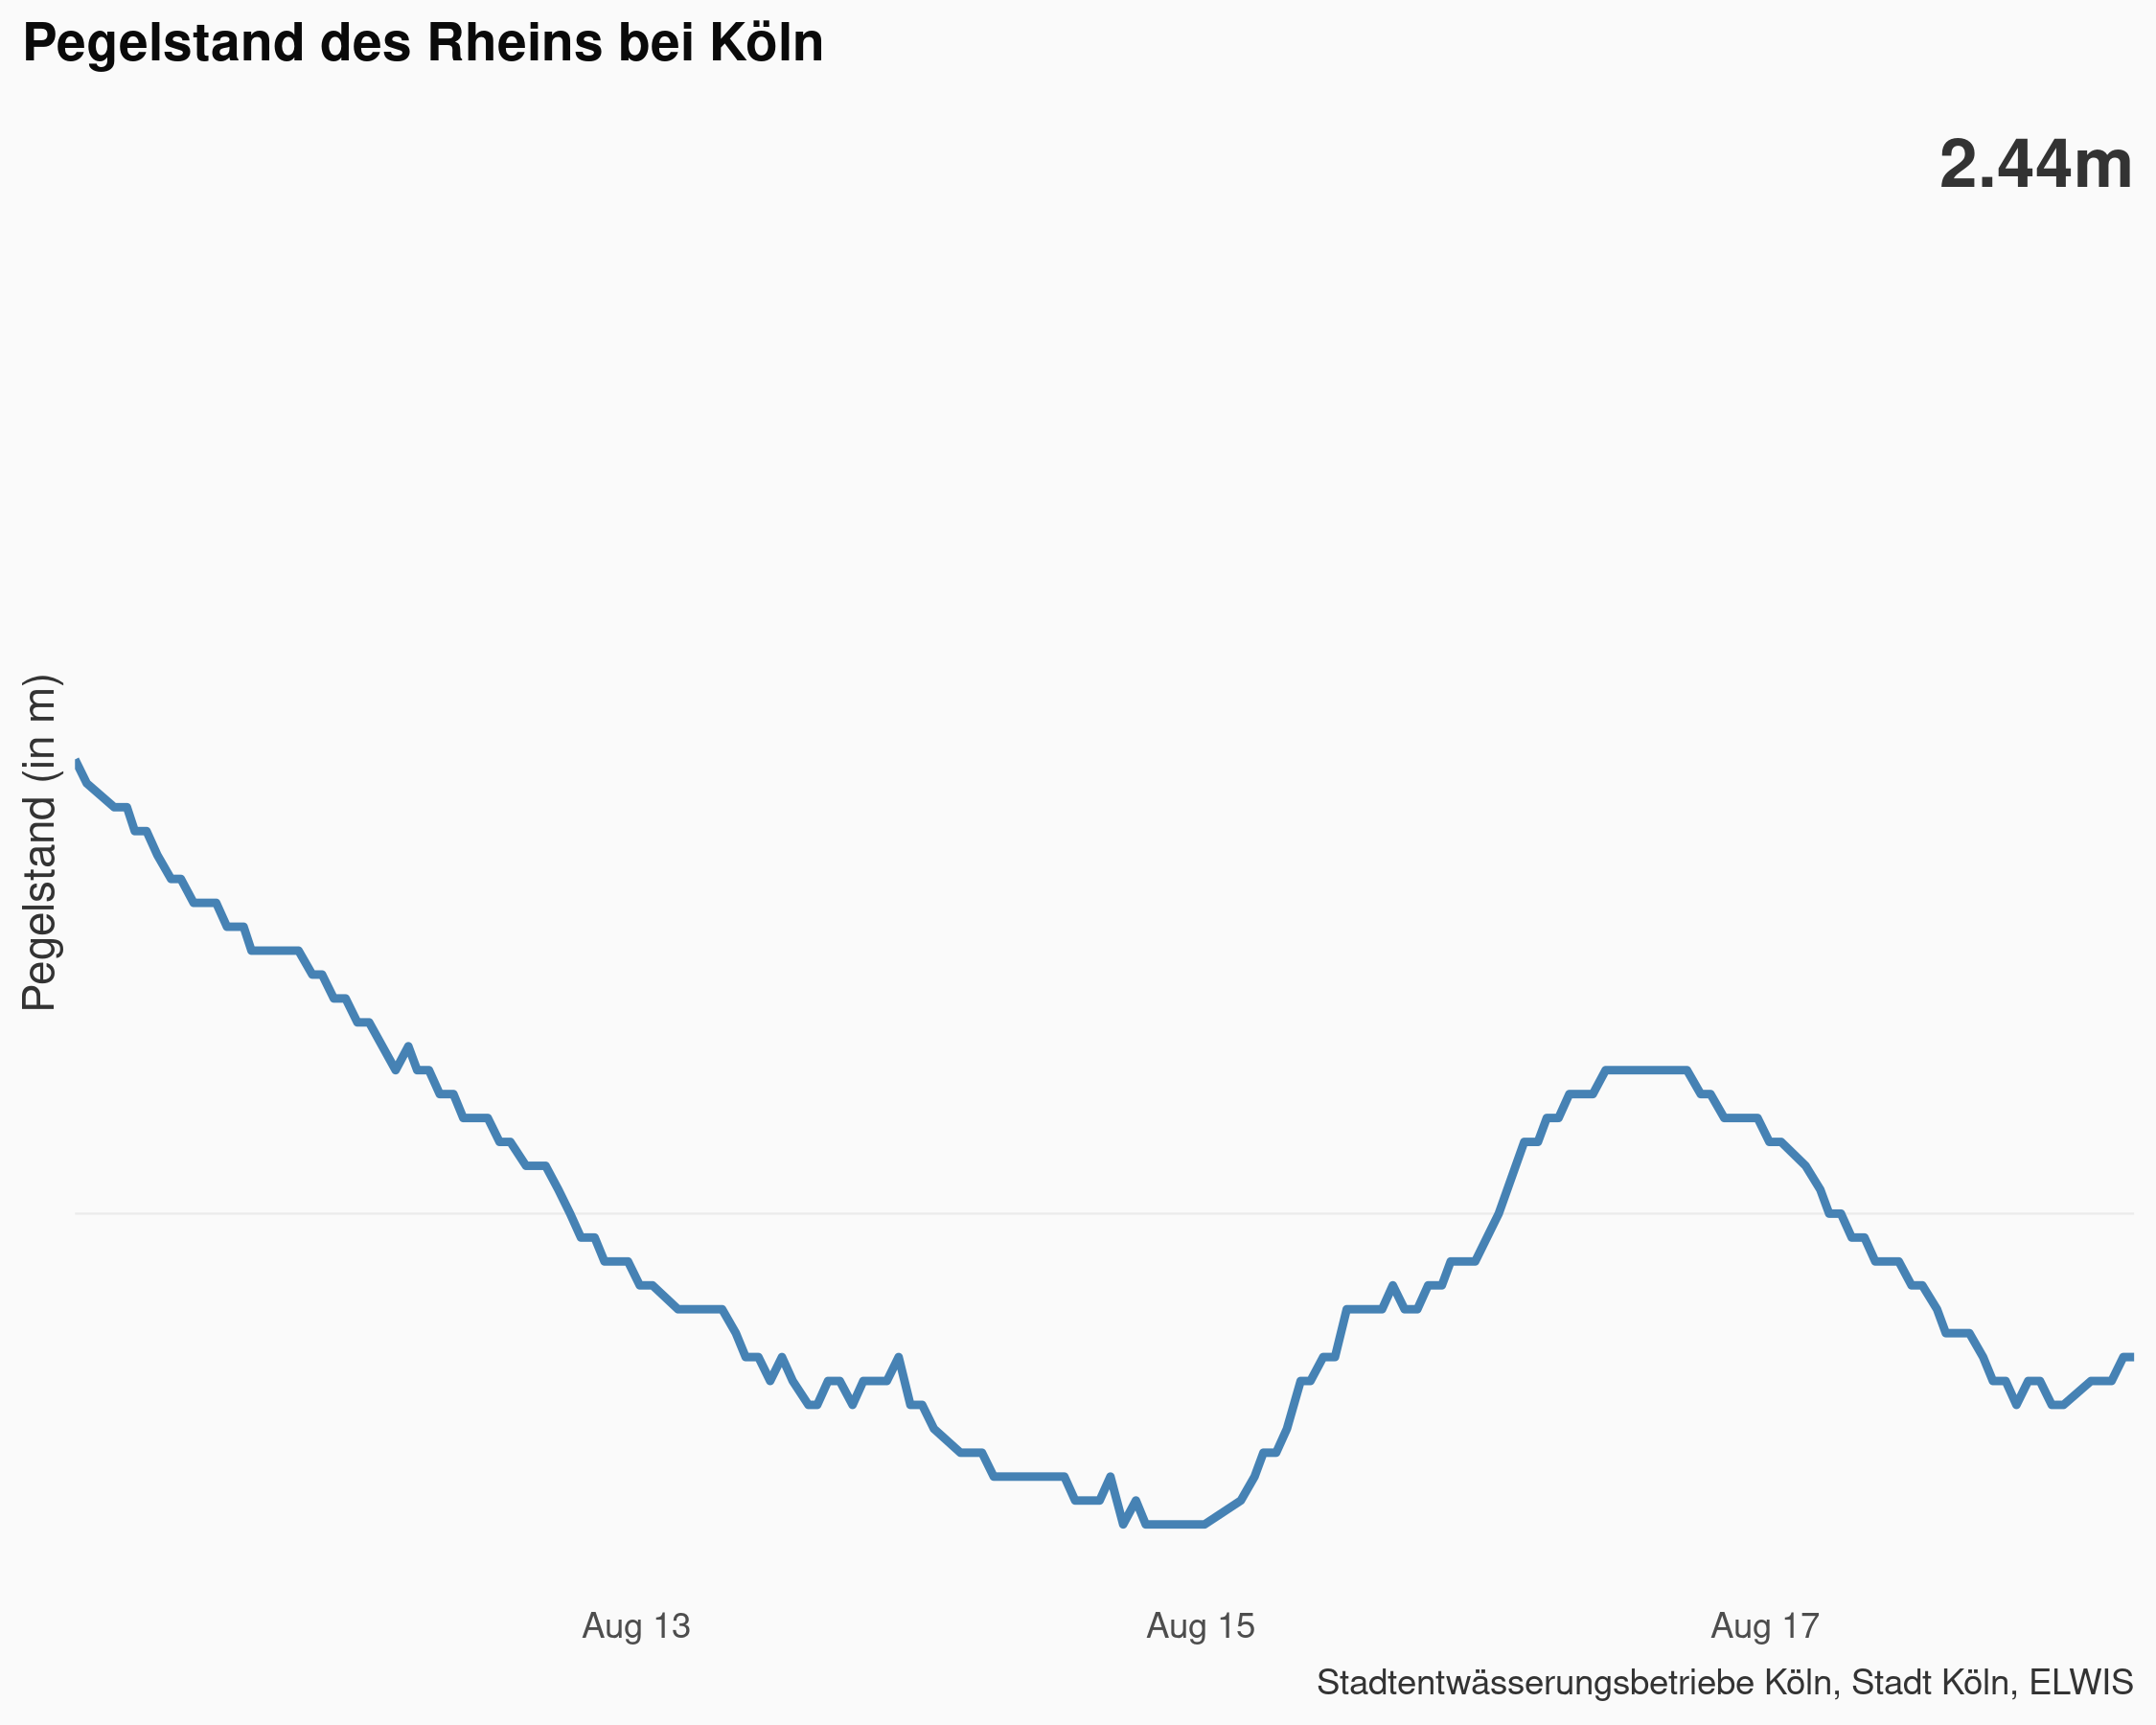 Pegelstand des Rheins bei Köln
2.44m
Pegelstand (in m)
Aug 13
Aug 15
Aug 17
Stadtentwässerungsbetriebe Köln, Stadt Köln, ELWIS